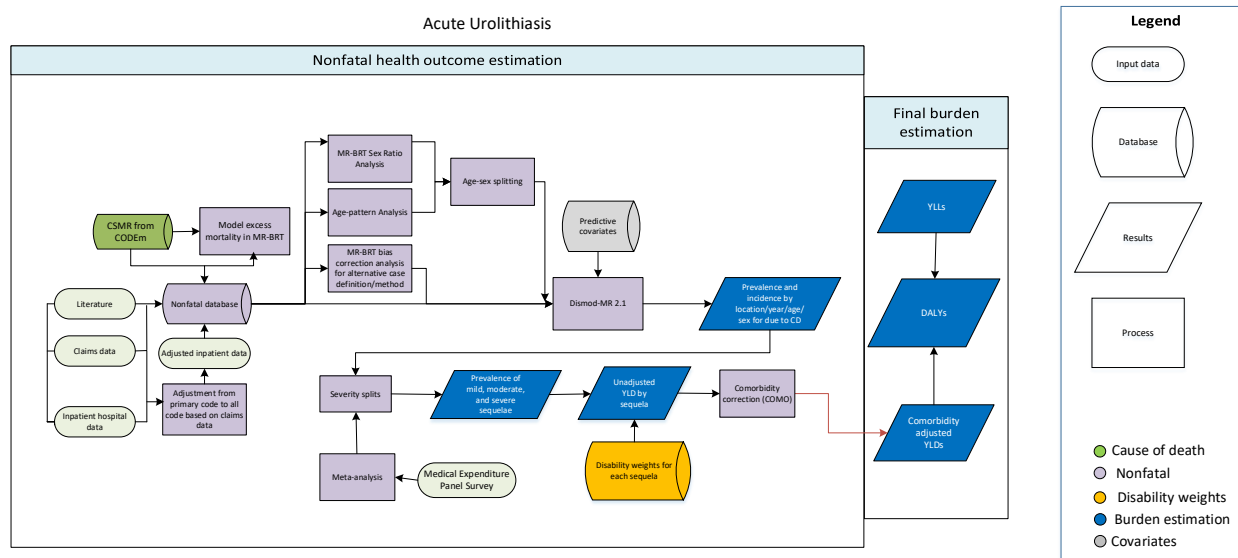 Acute Urolithiasis
Nonfatal health outcome estimation
MR-BRT Sex Ratio
Analysis
Age-sex splitting
Age-pattern Analysis
CSMR from
CODEm
Model excess
mortality in MR-BRT
Predictive
covariates
MR-BRT bias
correction analysis
for alternative case
definition/method
Literature
Nonfatal database
Dismod-MR 2.1
Prevalence and
incidence by
location/year/age/
sex for due to CD
Claims data
Adjusted inpatient data
Inpatient hospital
data
Adjustment from
primary code to all
code based on claims
data
Severity splits
Prevalence of
mild, moderate,
and severe
sequelae
Unadjusted
YLD by
sequela
Comorbidity
correction (COMO)
Meta-analysis
Medical Expenditure
Panel Survey
Disability weights for
each sequela
Final burden
estimation
YLLs
DALYs
Comorbidity
adjusted
YLDs
Legend
Input data
Database
Results
Process
Cause of death
Nonfatal
Disability weights
Burden estimation
Covariates